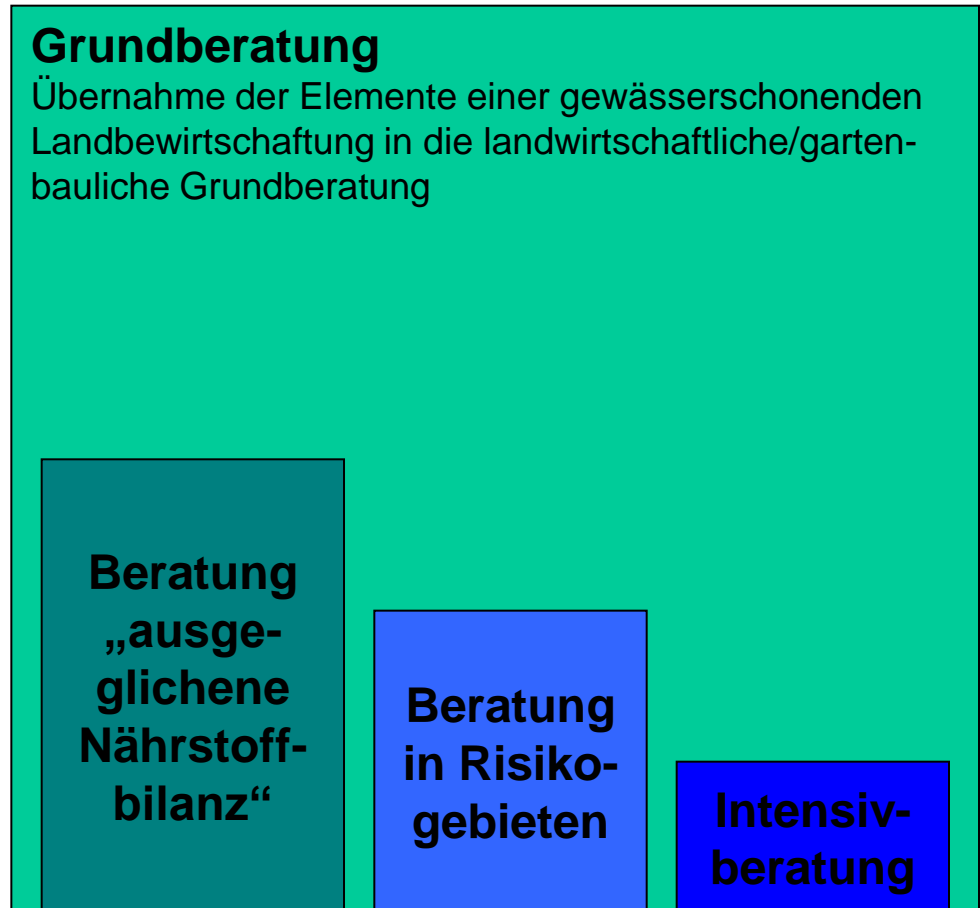 Grundberatung
Übernahme der Elemente einer gewässerschonenden
Landbewirtschaftung in die landwirtschaftliche/garten-
bauliche Grundberatung
Beratung
„ausge-
glichene
Nährstoff-
bilanz“
Beratung
in Risiko-
gebieten
Intensiv-
beratung